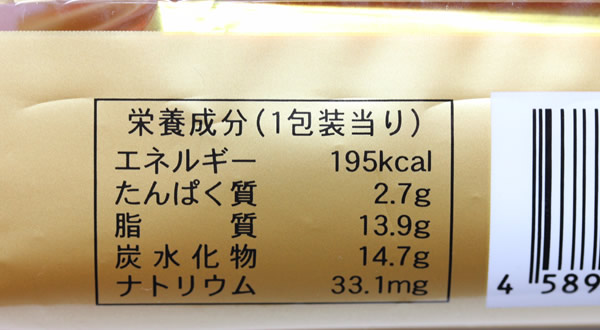 栄養成分(1包装当り)
エネルギー 195kcal
たんぱく質 2.7g
脂質 13.9g
炭水化物 14.7g
ナトリウム 33.1mg
4 589